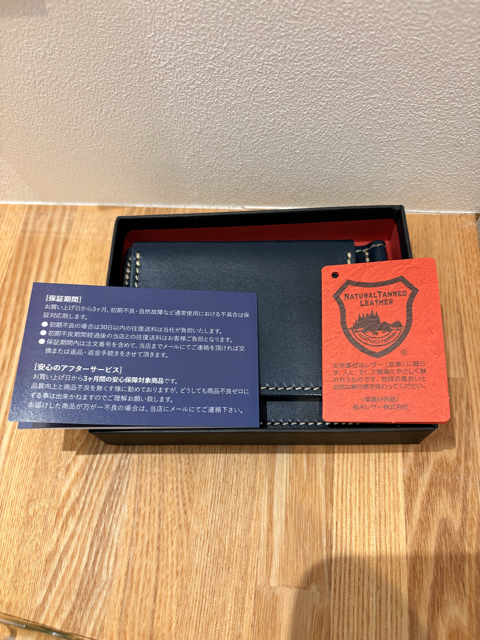 [保証期間]
お買い上げ日から3ヶ月、初期不良・自然故障など通常使用における不具合は保
証対応致します。
● 初期不良の場合は30日以内の往復送料は当社が負担いたします。
● 初期不良期間経過後の当店との往復送料はお客様ご負担となります。
● 保証期間内は注文番号を含めて、当店までメールにてご連絡を頂ければ交
換または返品・返金手続きをさせて頂きます。
[安心のアフターサービス]
お買い上げ日から3ヶ月間の安心保障対象商品です。
品質向上と商品不良を無くす様に勤めておりますが、どうしても商品不良ゼロに
ずる事は出来かねますのでご理解お願い致します。
お届けした商品が万が一不良の場合は、当店にメールにてご連絡下さい。
NATURAL TANNED
LEATHER
VEGETABLE TANNING
®
栃木レザー株式会社